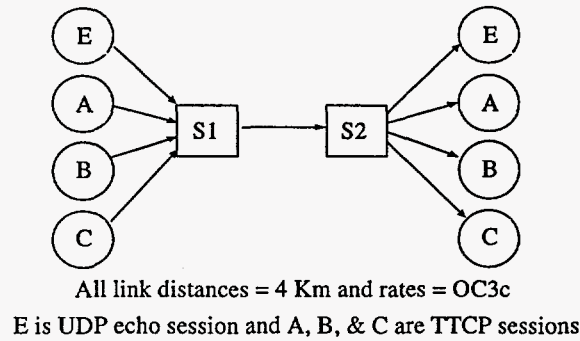 E E
A A
S1 S2
B B
C C
All link distances = 4 Km and rates = OC3c
E is UDP echo session and A, B, & C are TTCP sessions